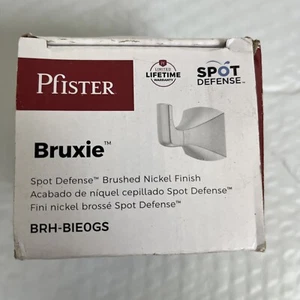 PFISTER
LIMITED
LIFETIME
WARRANTY
SPOT
DEFENSE™
Bruxie™
Spot Defense™ Brushed Nickel Finish
Acabado de níquel cepillado Spot Defense™
Fini nickel brossé Spot Defense™
BRH-BIE0GS